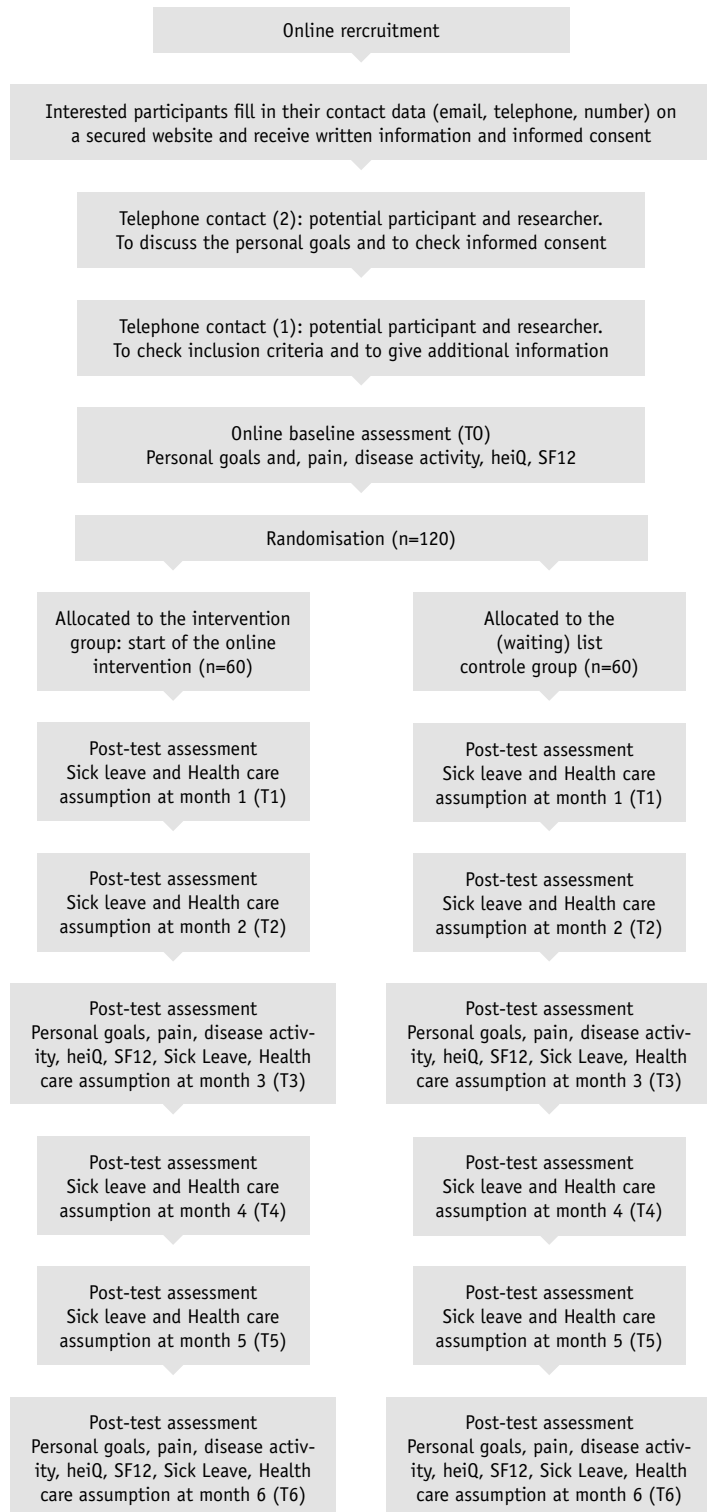 Online rercruitment
Interested participants fill in their contact data (email, telephone, number) on
a secured website and receive written information and informed consent
Telephone contact (2): potential participant and researcher.
To discuss the personal goals and to check informed consent
Telephone contact (1): potential participant and researcher.
To check inclusion criteria and to give additional information
Online baseline assessment (T0)
Personal goals and, pain, disease activity, heiQ, SF12
Randomisation (n=120)
Allocated to the intervention
group: start of the online
intervention (n=60)
Allocated to the
(waiting) list
controle group (n=60)
Post-test assessment
Sick leave and Health care
assumption at month 1 (T1)
Post-test assessment
Sick leave and Health care
assumption at month 1 (T1)
Post-test assessment
Sick leave and Health care
assumption at month 2 (T2)
Post-test assessment
Sick leave and Health care
assumption at month 2 (T2)
Post-test assessment
Personal goals, pain, disease activ-
ity, heiQ, SF12, Sick Leave, Health
care assumption at month 3 (T3)
Post-test assessment
Personal goals, pain, disease activ-
ity, heiQ, SF12, Sick Leave, Health
care assumption at month 3 (T3)
Post-test assessment
Sick leave and Health care
assumption at month 4 (T4)
Post-test assessment
Sick leave and Health care
assumption at month 4 (T4)
Post-test assessment
Sick leave and Health care
assumption at month 5 (T5)
Post-test assessment
Sick leave and Health care
assumption at month 5 (T5)
Post-test assessment
Personal goals, pain, disease activ-
ity, heiQ, SF12, Sick Leave, Health
care assumption at month 6 (T6)
Post-test assessment
Personal goals, pain, disease activ-
ity, heiQ, SF12, Sick Leave, Health
care assumption at month 6 (T6)